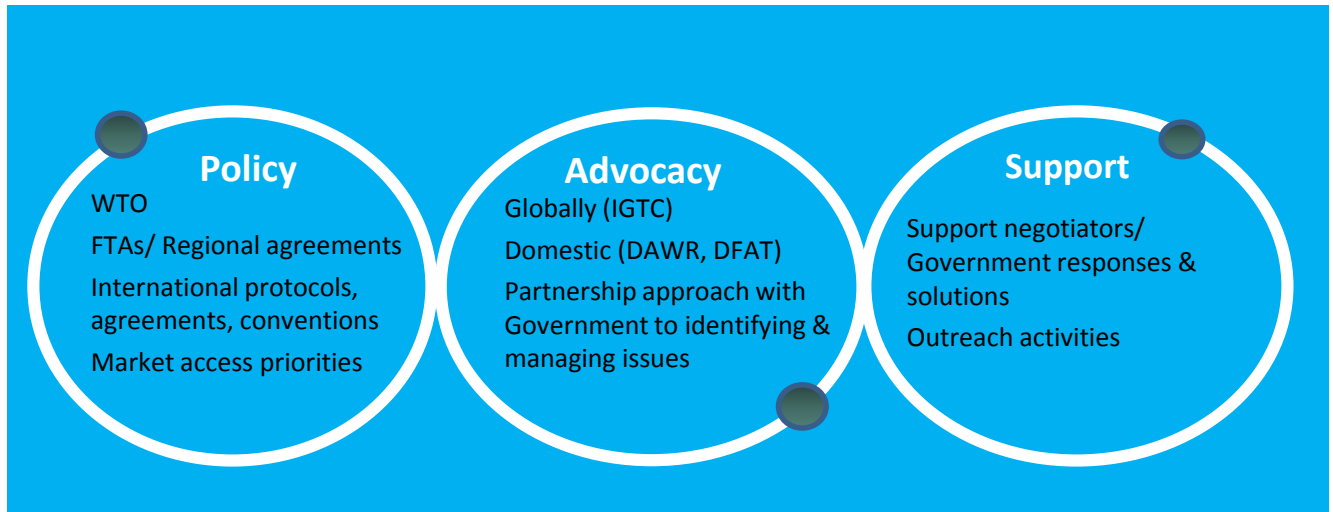 Policy
WTO
FTAs/ Regional agreements
International protocols,
agreements, conventions
Market access priorities
Advocacy
Globally (IGTC)
Domestic (DAWR, DFAT)
Partnership approach with
Government to identifying &
managing issues
Support
Support negotiators/
Government responses &
solutions
Outreach activities